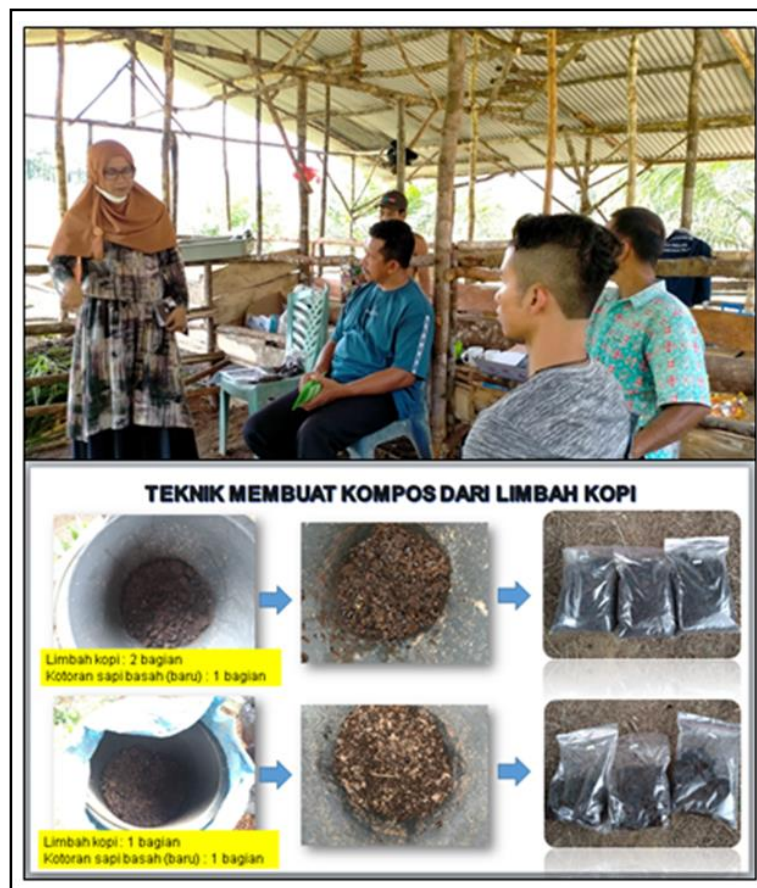 TEKNIK MEMBUAT KOMPOS DARI LIMBAH KOPI
Limbah kopi : 2 bagian
Kotoran sapi basah (baru) : 1 bagian
Limbah kopi : 1 bagian
Kotoran sapi basah (baru) : 1 bagian